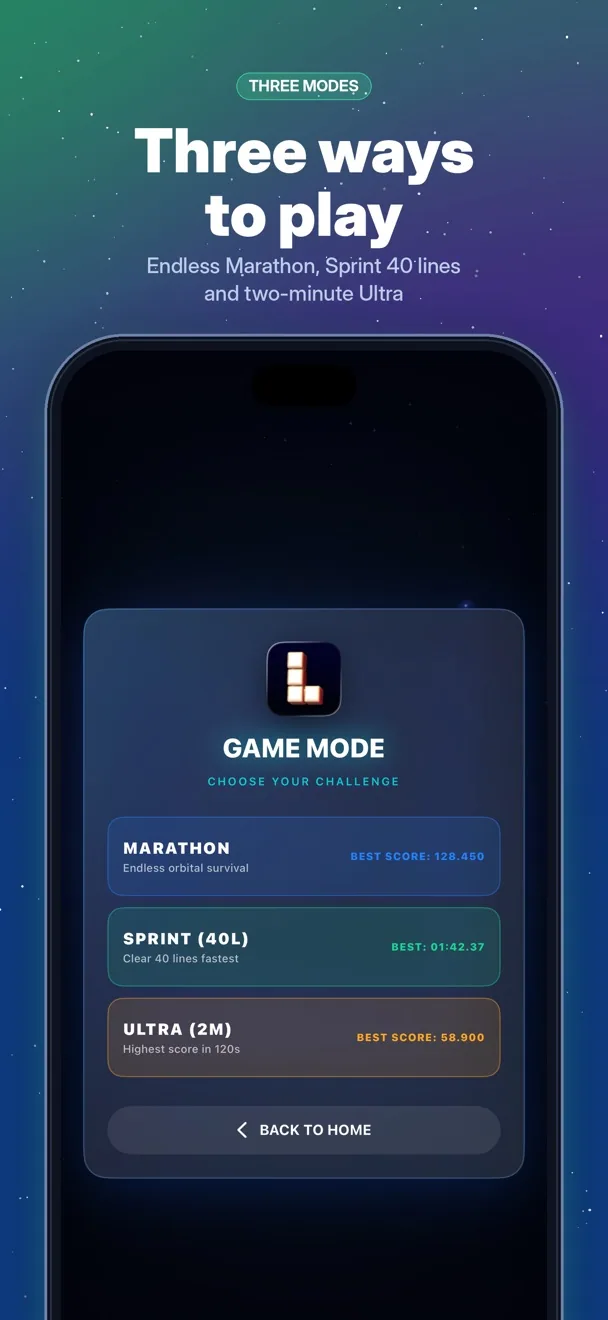 THREE MODES
Three ways
to play
Endless Marathon, Sprint 40 lines
and two-minute Ultra
GAME MODE
CHOOSE YOUR CHALLENGE
MARATHON
Endless orbital survival
BEST SCORE: 128.450
SPRINT (40L)
Clear 40 lines fastest
BEST: 01:42.37
ULTRA (2M)
Highest score in 120s
BEST SCORE: 58.900
BACK TO HOME